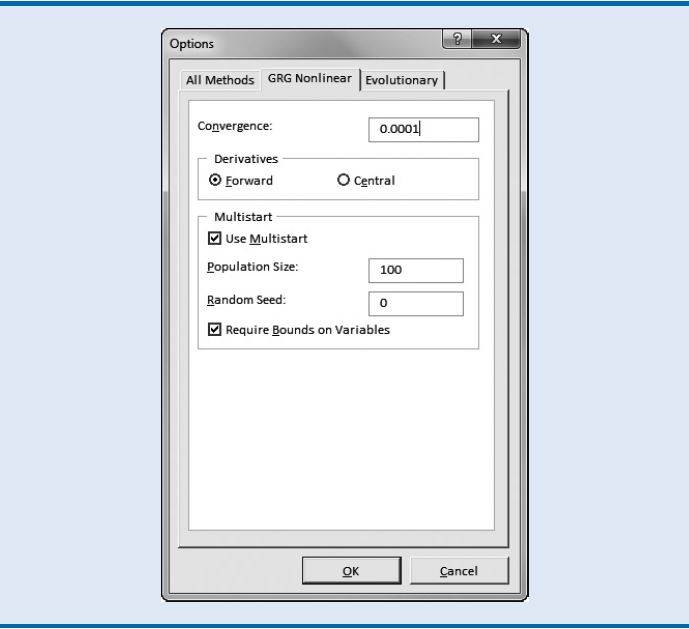 Options
All Methods GRG Nonlinear Evolutionary
Convergence: 0.0001
Derivatives
Forward Central
Multistart
Use Multistart
Population Size: 100
Random Seed: 0
Require Bounds on Variables
OK Cancel